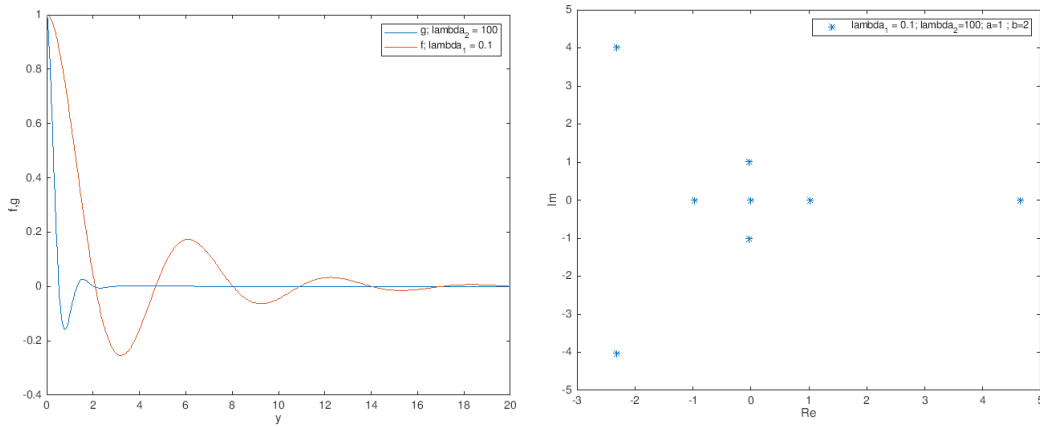 1
0.8
0.6
0.4
0.2
0
-0.2
-0.4
f,g
0 2 4 6 8 10 12 14 16 18 20
y
g; lambda₂ = 100
f; lambda₁ = 0.1
5
4
3
2
1
0
-1
-2
-3
-4
-5
Im
-3 -2 -1 0 1 2 3 4 5
Re
lambda₁ = 0.1; lambda₂=100; a=1 ; b=2